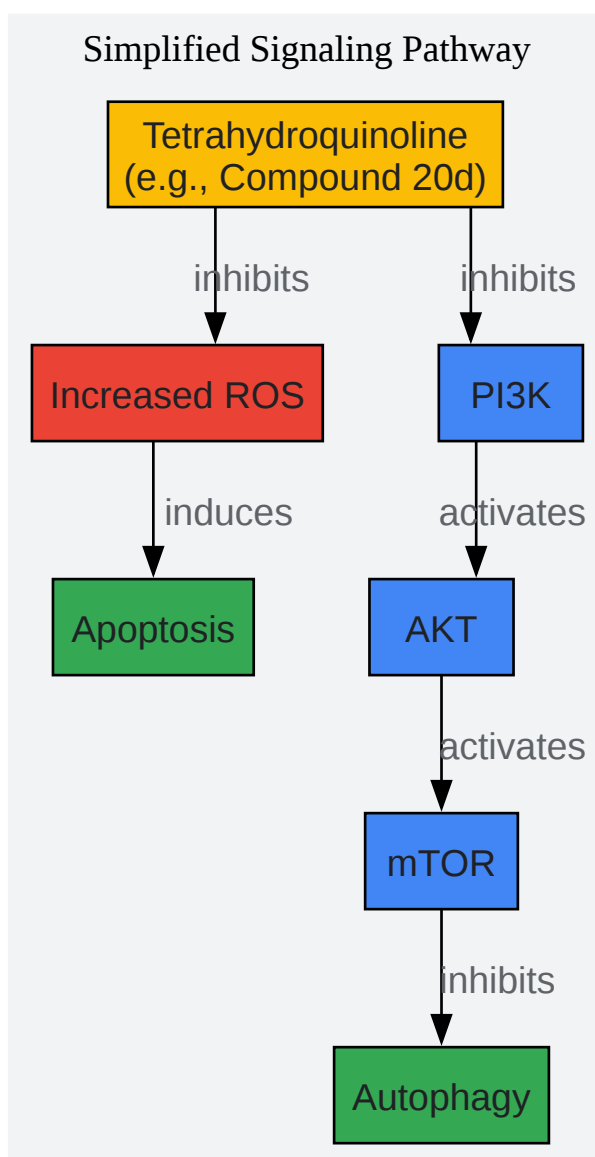 Simplified Signaling Pathway
Tetrahydroquinoline
(e.g., Compound 20d)
inhibits
inhibits
Increased ROS
PI3K
induces
activates
Apoptosis
AKT
activates
mTOR
inhibits
Autophagy